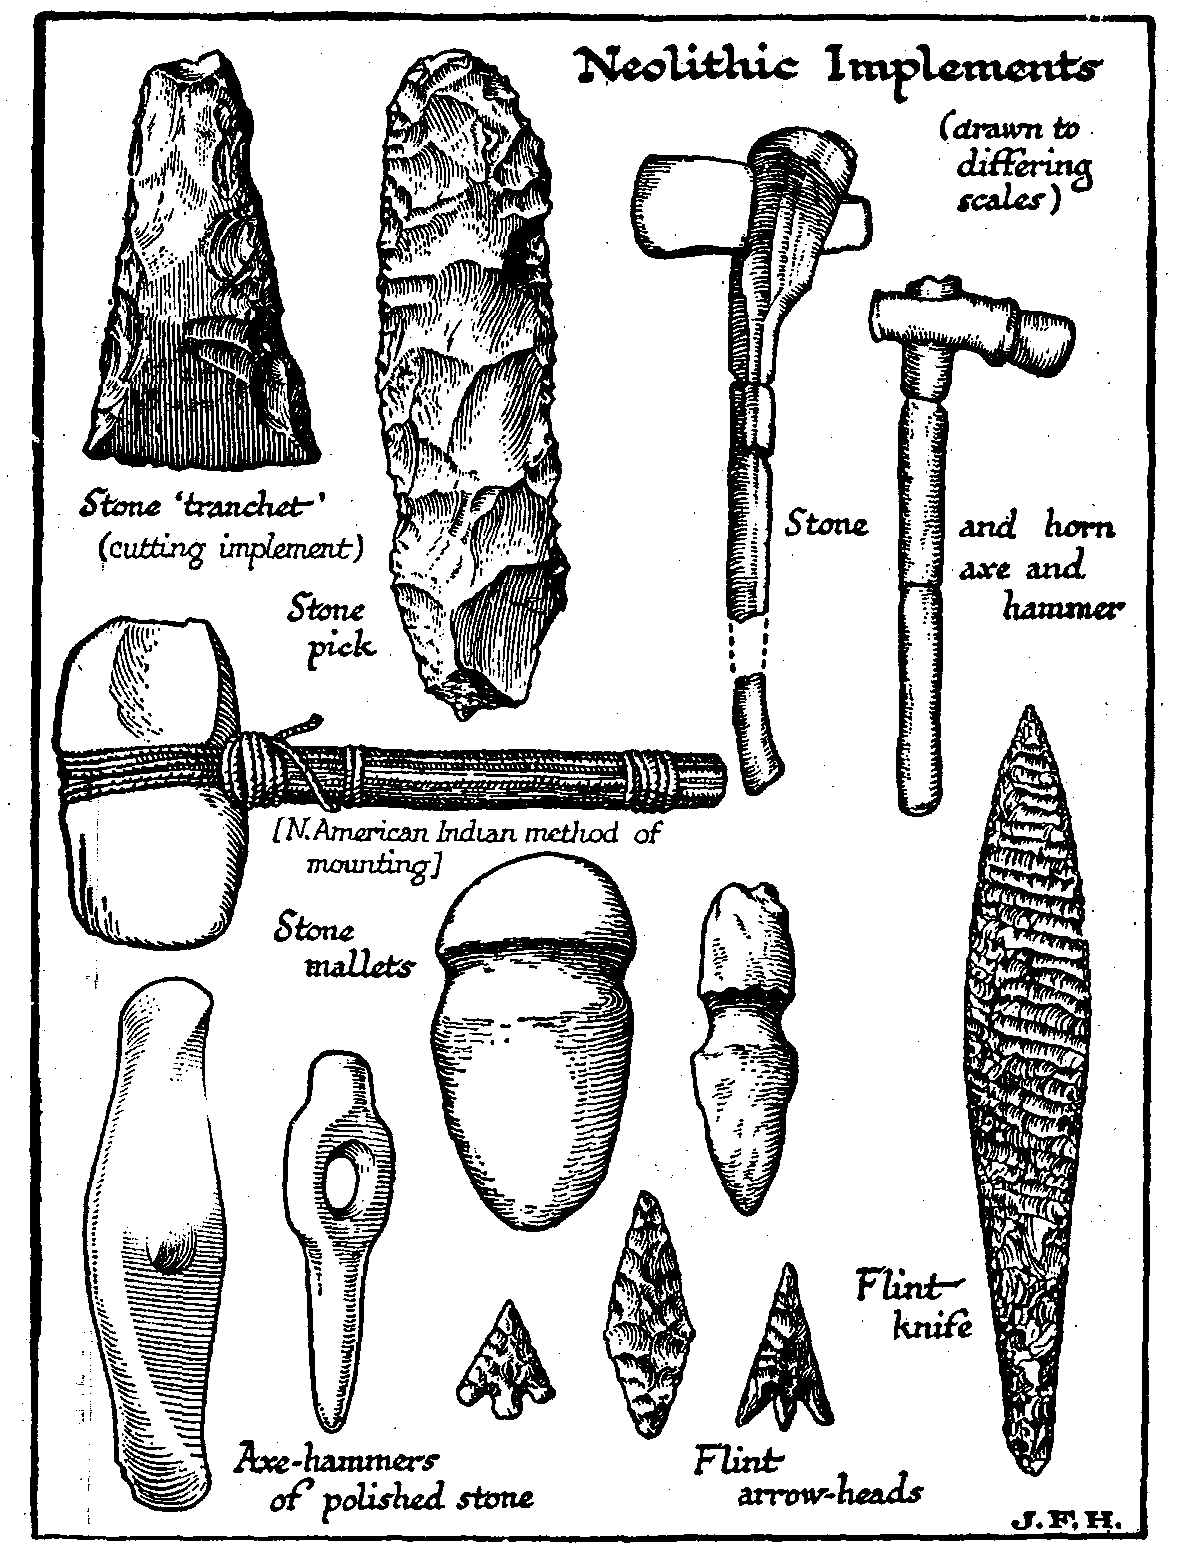 Neolithic Implements
(drawn to
differing
scales)
Stone 'tranchet'
(cutting implement)
Stone
pick
Stone and horn
axe and
hammer
[N. American Indian method of
mounting]
Stone
mallets
Flint
knife
Axe-hammers
of polished stone
Flint
arrow-heads
J. F. H.